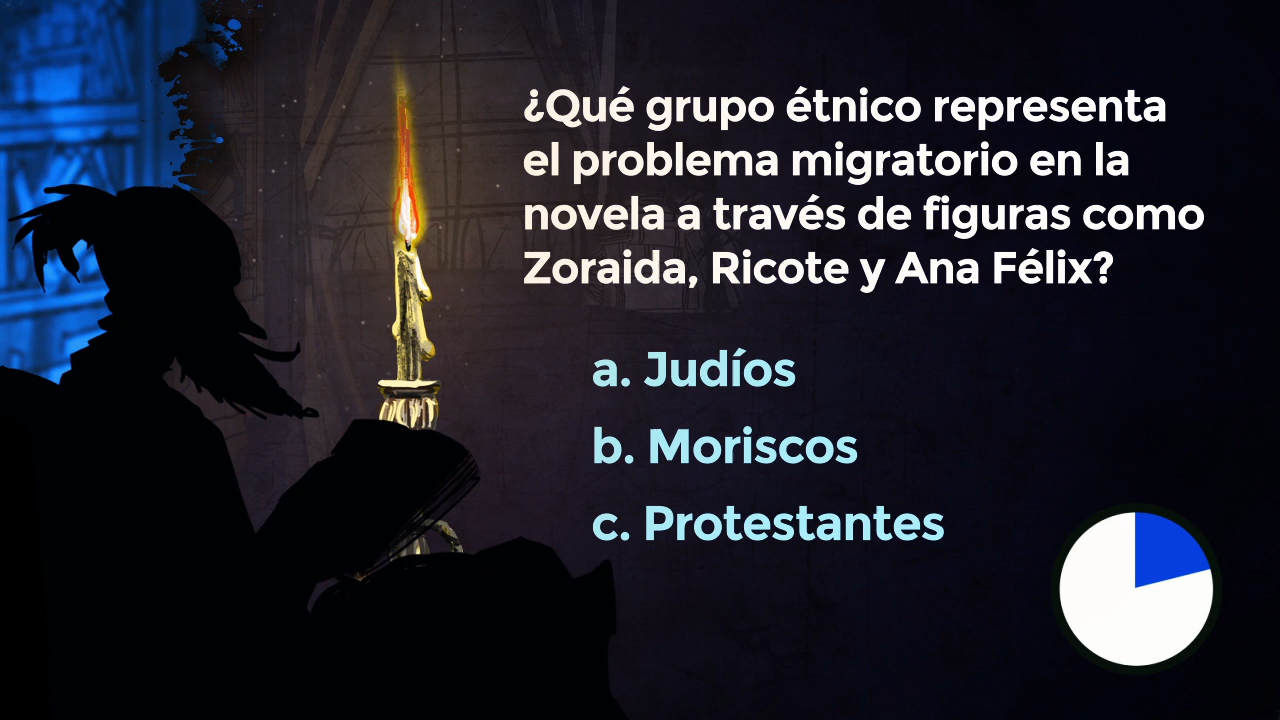 ¿Qué grupo étnico representa
el problema migratorio en la
novela a través de figuras como
Zoraida, Ricote y Ana Félix?
a. Judíos
b. Moriscos
c. Protestantes